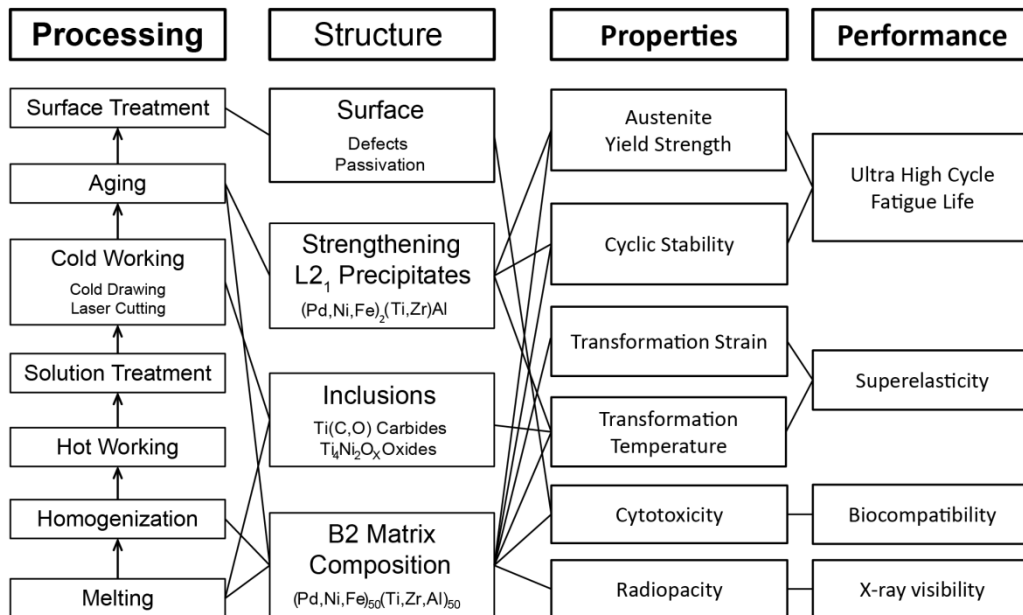 Processing
Structure
Properties
Performance
Surface Treatment
Aging
Cold Working
Cold Drawing
Laser Cutting
Solution Treatment
Hot Working
Homogenization
Melting
Surface
Defects
Passivation
Strengthening
L2₁ Precipitates
(Pd,Ni,Fe)₂(Ti,Zr)Al
Inclusions
Ti(C,O) Carbides
Ti₄Ni₂Oₓ Oxides
B2 Matrix
Composition
(Pd,Ni,Fe)₅₀(Ti,Zr,Al)₅₀
Austenite
Yield Strength
Cyclic Stability
Transformation Strain
Transformation
Temperature
Cytotoxicity
Radiopacity
Ultra High Cycle
Fatigue Life
Superelasticity
Biocompatibility
X-ray visibility